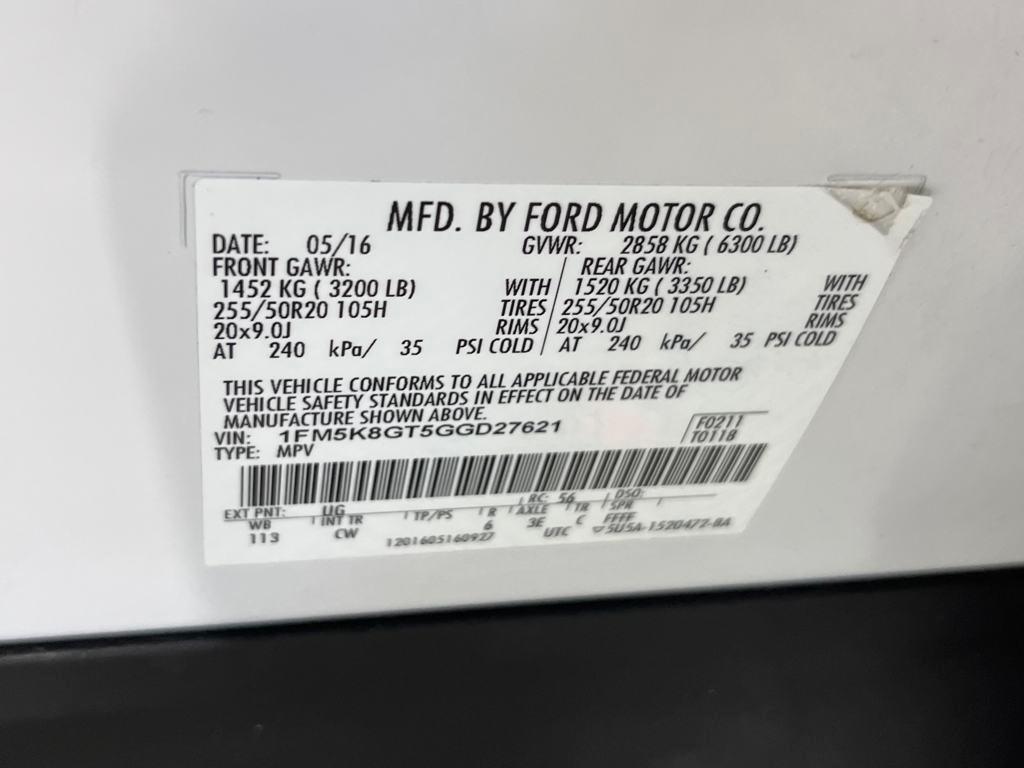 MFD. BY FORD MOTOR CO.
DATE: 05/16 GVWR: 2858 KG ( 6300 LB)
FRONT GAWR: REAR GAWR:
1452 KG ( 3200 LB) WITH 1520 KG ( 3350 LB) WITH
255/50R20 105H TIRES 255/50R20 105H TIRES
20x9.0J RIMS 20x9.0J RIMS
AT 240 kPa/ 35 PSI COLD AT 240 kPa/ 35 PSI COLD
THIS VEHICLE CONFORMS TO ALL APPLICABLE FEDERAL MOTOR
VEHICLE SAFETY STANDARDS IN EFFECT ON THE DATE OF
MANUFACTURE SHOWN ABOVE.
VIN: 1FM5K8GT5GGD27621 F0211
TYPE: MPV T0118
EXT PNT: UG RC: 56 DSO:
WB INT TR TP/PS R AXLE TR SPR
113 CW 6 3E C FFFF
1201605160927 UTC 5U5A-1520472-BA